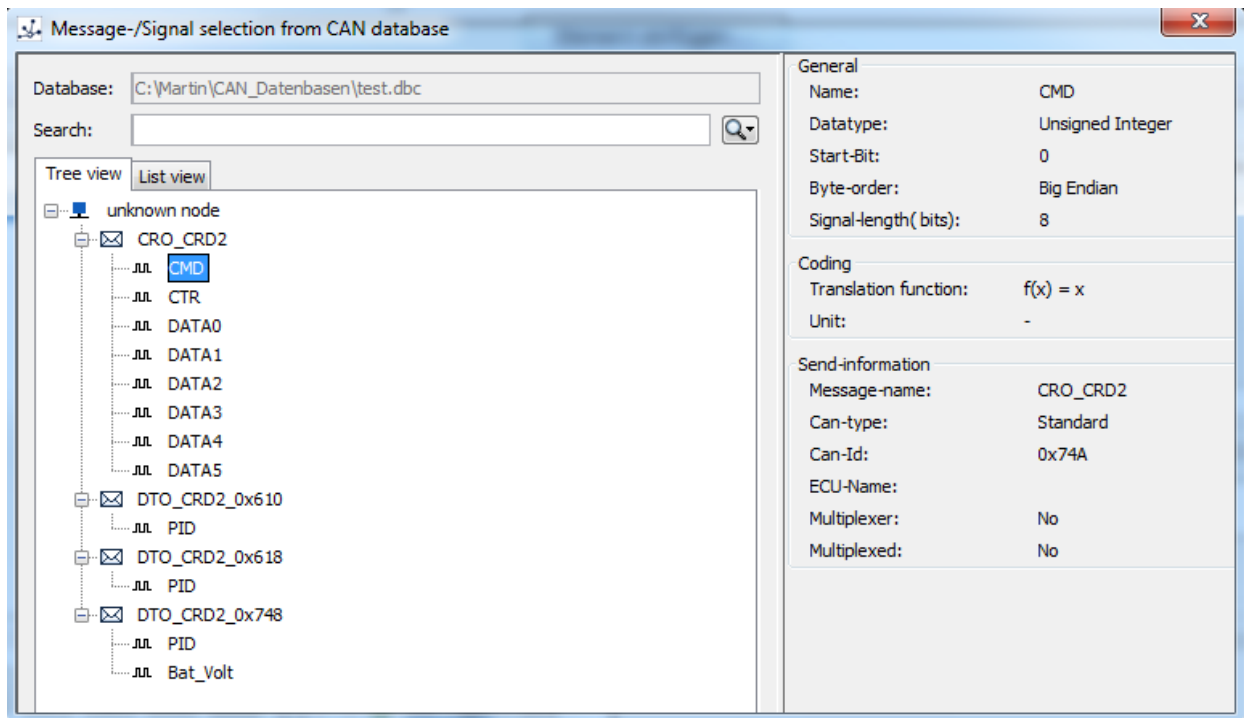 Message-/Signal selection from CAN database
Database: C:\Martin\CAN_Datenbasen\test.dbc
Search:
Tree view List view
unknown node
CRO_CRD2
CMD
CTR
DATA0
DATA1
DATA2
DATA3
DATA4
DATA5
DTO_CRD2_0x610
PID
DTO_CRD2_0x618
PID
DTO_CRD2_0x748
PID
Bat_Volt
General
Name: CMD
Datatype: Unsigned Integer
Start-Bit: 0
Byte-order: Big Endian
Signal-length( bits): 8
Coding
Translation function: f(x) = x
Unit: -
Send-information
Message-name: CRO_CRD2
Can-type: Standard
Can-Id: 0x74A
ECU-Name:
Multiplexer: No
Multiplexed: No